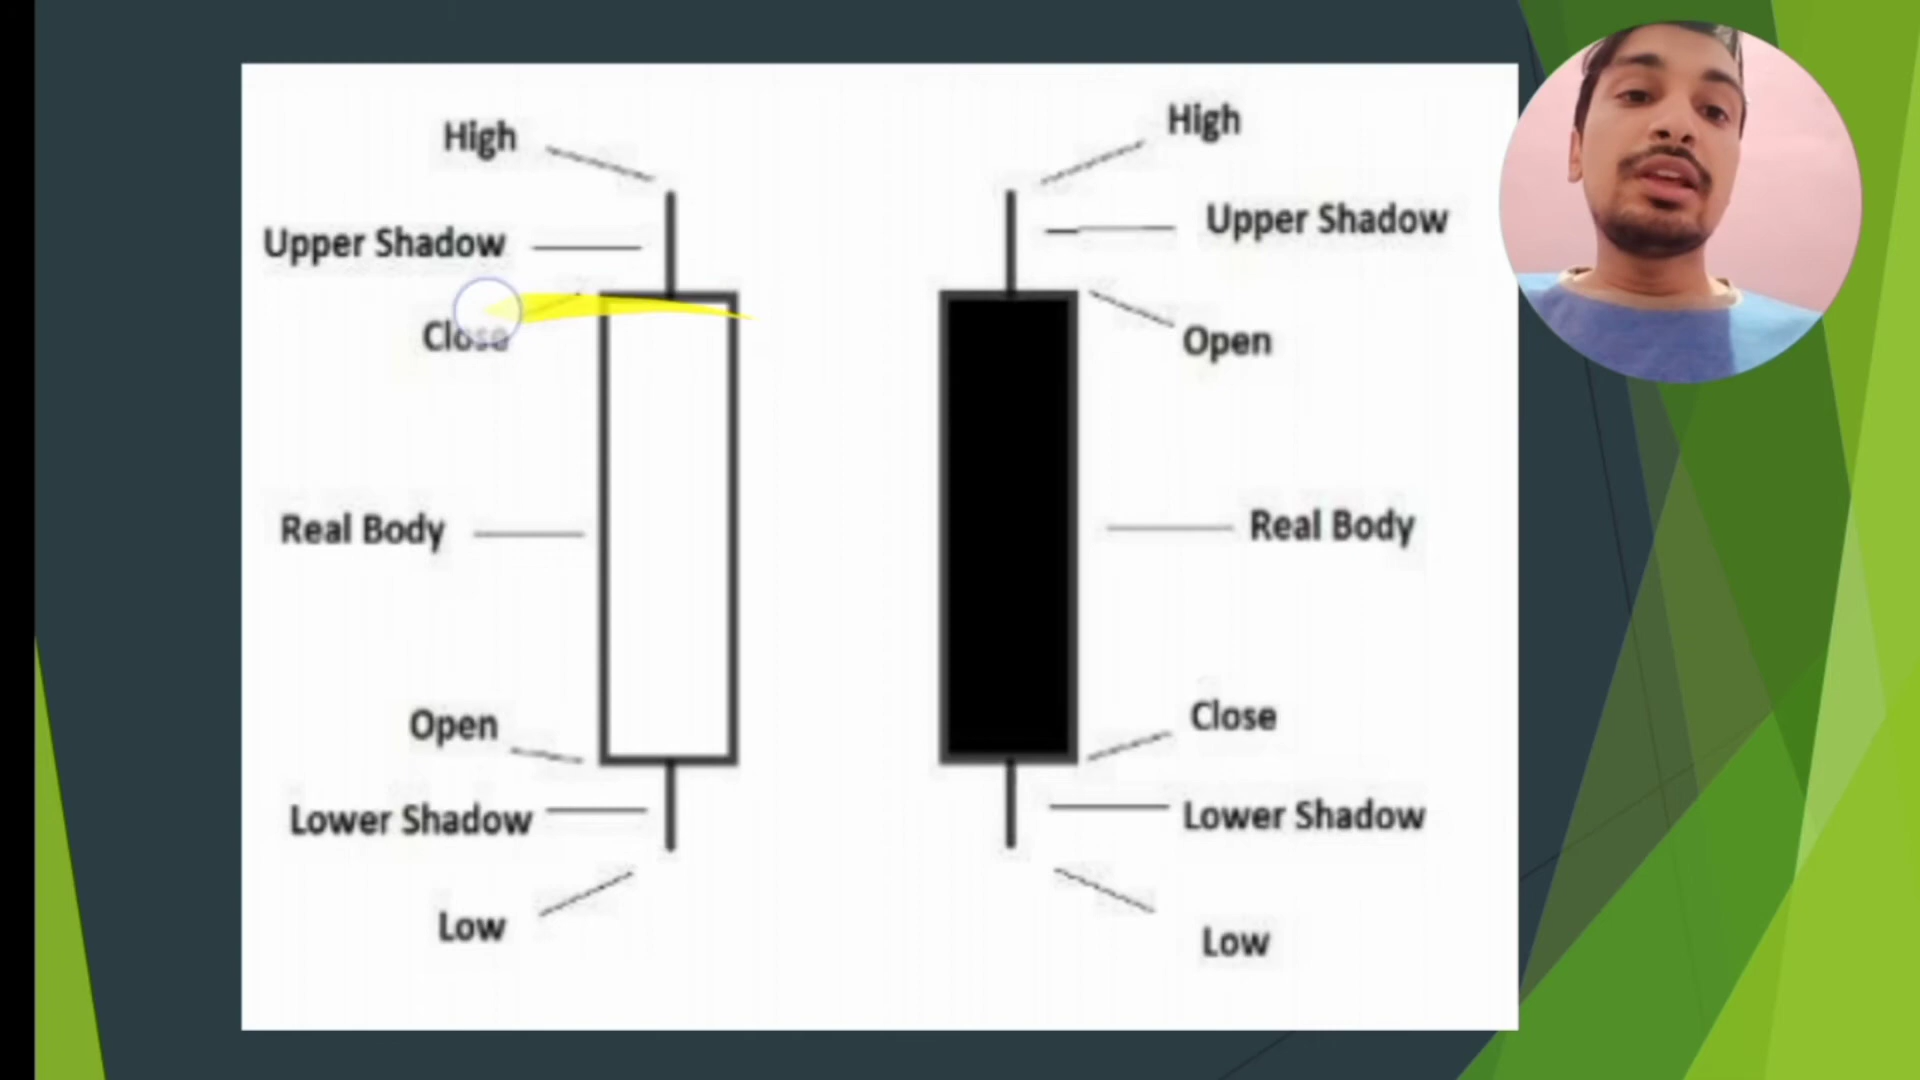 High
Upper Shadow
Close
Real Body
Open
Lower Shadow
Low
High
Upper Shadow
Open
Real Body
Close
Lower Shadow
Low